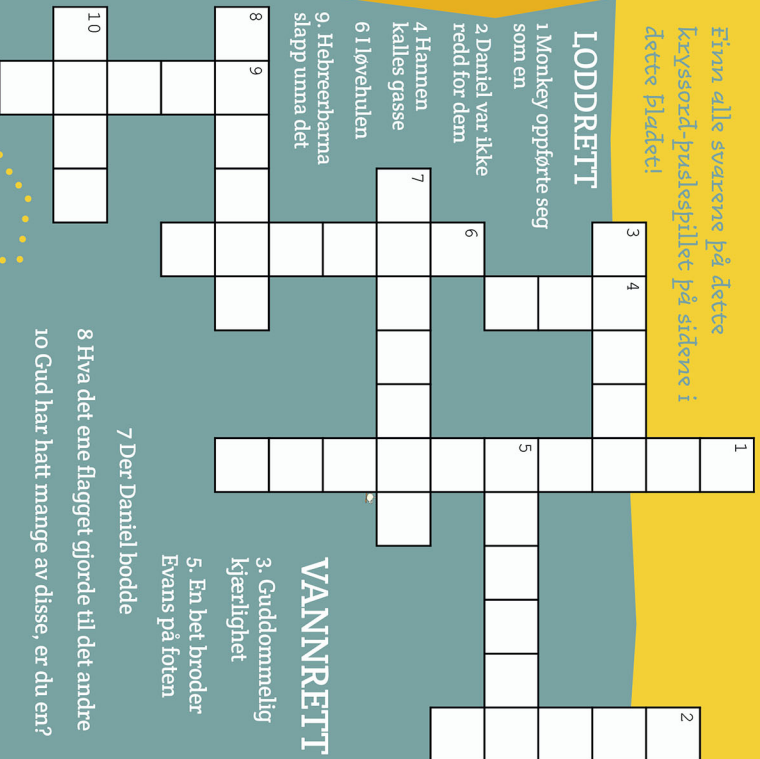 Finn alle svarene på dette
kryssord-puslespillet på sidene i
dette bladet!
LODDRETT
1 Monkey oppførte seg
som en
2 Daniel var ikke
redd for dem
4 Hannen
kalles gasse
6 I løvehulen
9. Hebreerbarna
slapp unna det
VANNRETT
3. Guddommelig
kjærlighet
5. En bet broder
Evans på foten
7 Der Daniel bodde
8 Hva det ene flagget gjorde til det andre
10 Gud har hatt mange av disse, er du en?
1
2
3
4
5
6
7
8
9
10